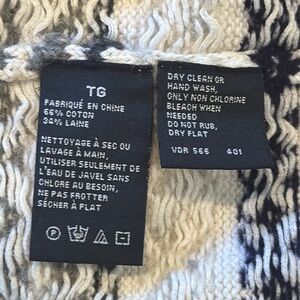 TG
FABRIQUÉ EN CHINE
66% COTON
34% LAINE
NETTOYAGE À SEC OU
LAVAGE À MAIN,
UTILISER SEULEMENT DE
L'EAU DE JAVEL SANS
CHLORE AU BESOIN,
NE PAS FROTTER
SÉCHER À PLAT
P
DRY CLEAN OR
HAND WASH,
ONLY NON CHLORINE
BLEACH WHEN
NEEDED
DO NOT RUB,
DRY FLAT
VDR 566 401